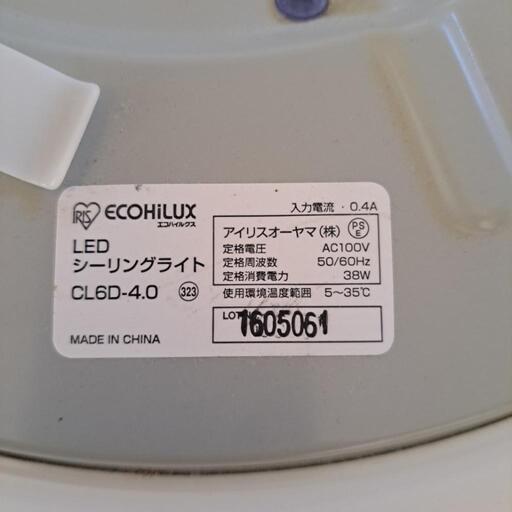 IRIS ECOHiLUX
エコハイルクス
LED
シーリングライト
CL6D-4.0 323
MADE IN CHINA
入力電流 · 0.4A
アイリスオーヤマ(株) PSE
定格電圧 AC100V
定格周波数 50/60Hz
定格消費電力 38W
使用環境温度範囲 5~35℃
LOT 1605061